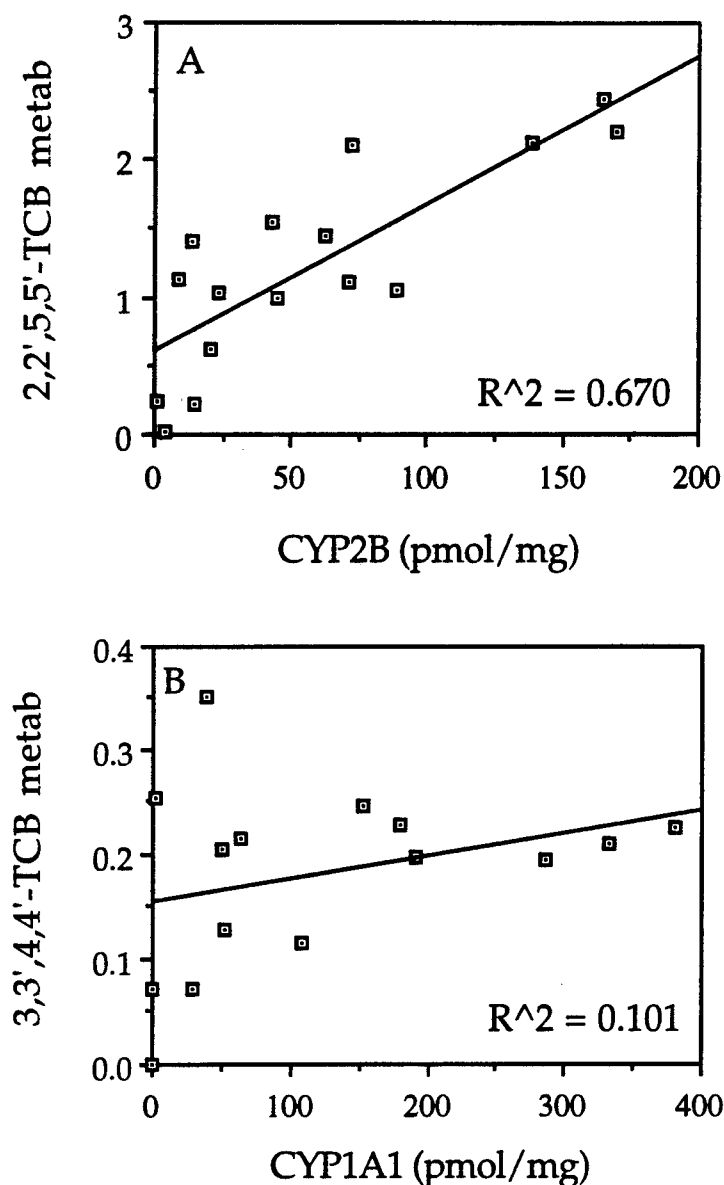 A
3
2
1
0
2,2',5,5'-TCB metab
R^2 = 0.670
0 50 100 150 200
CYP2B (pmol/mg)
B
0.4
0.3
0.2
0.1
0.0
3,3',4,4'-TCB metab
R^2 = 0.101
0 100 200 300 400
CYP1A1 (pmol/mg)